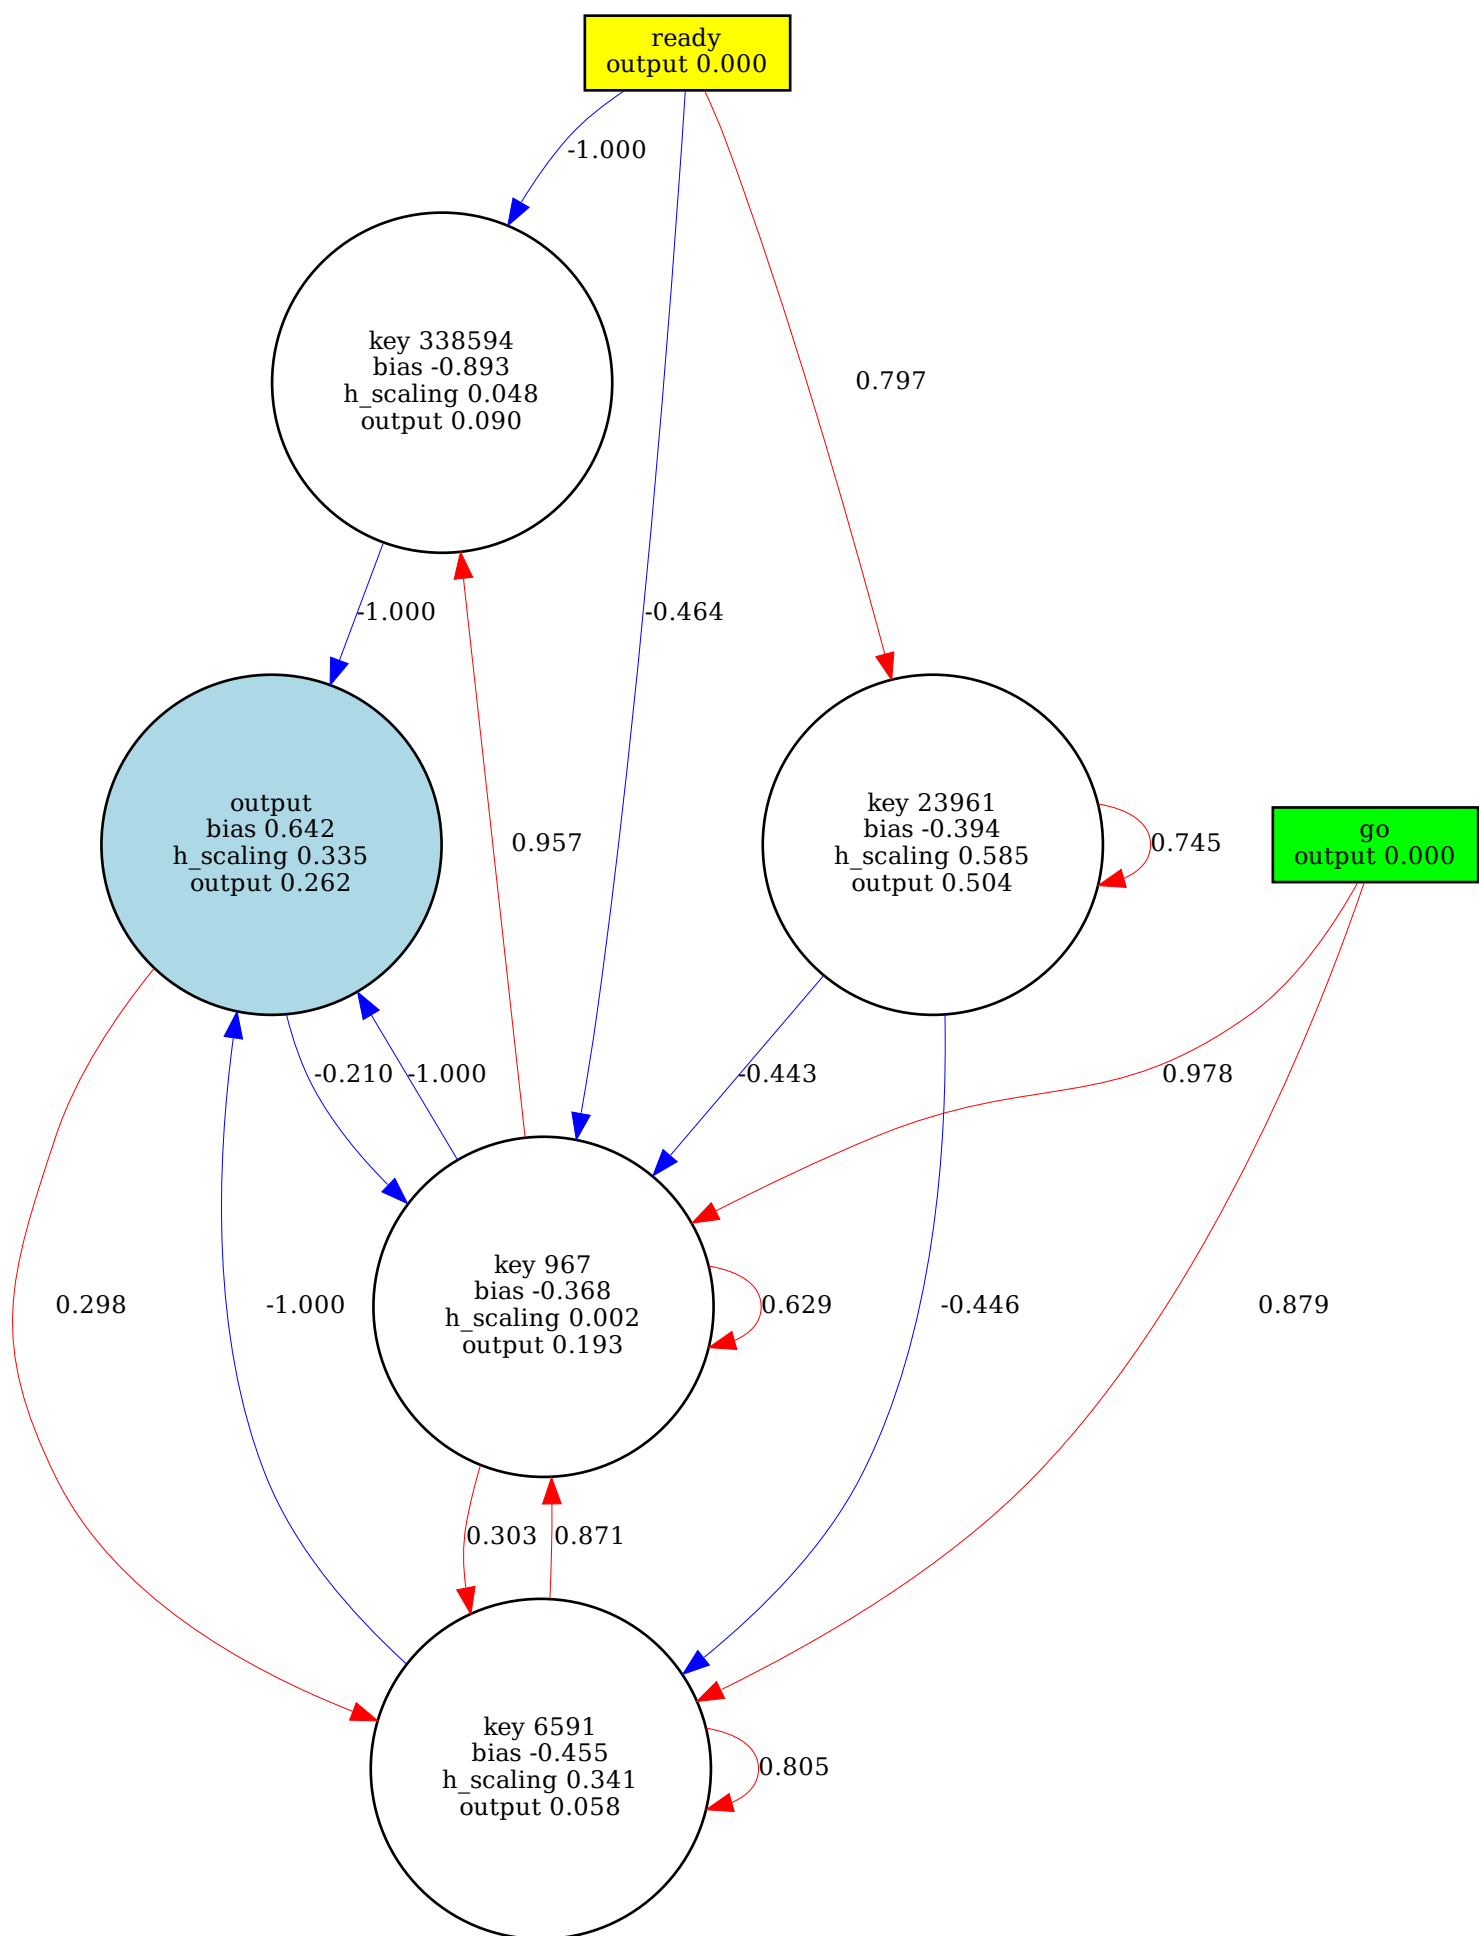 ready
output 0.000
-1.000
key 338594
bias -0.893
h_scaling 0.048
output 0.090
0.797
-1.000
-0.464
output
bias 0.642
h_scaling 0.335
output 0.262
0.957
key 23961
bias -0.394
h_scaling 0.585
output 0.504
0.745
go
output 0.000
-0.210
-1.000
-0.443
0.978
key 967
bias -0.368
h_scaling 0.002
output 0.193
0.298
-1.000
0.629
-0.446
0.879
0.303
0.871
key 6591
bias -0.455
h_scaling 0.341
output 0.058
0.805